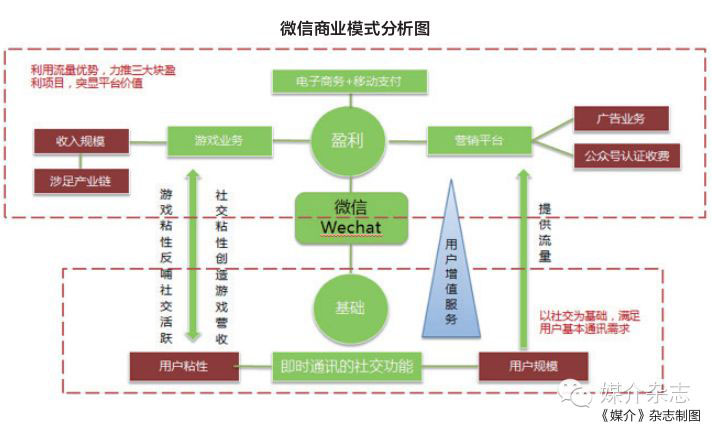 微信商业模式分析图
利用流量优势，力推三大块盈
利项目，突显平台价值
电子商务+移动支付
收入规模
游戏业务
盈利
营销平台
广告业务
公众号认证收费
涉足产业链
游戏粘性反哺社交活跃
社交粘性创造游戏营收
微信
Wechat
用户增值服务
提供流量
基础
以社交为基础，满足
用户基本通讯需求
用户粘性
即时通讯的社交功能
用户规模
媒介杂志
《媒介》杂志制图